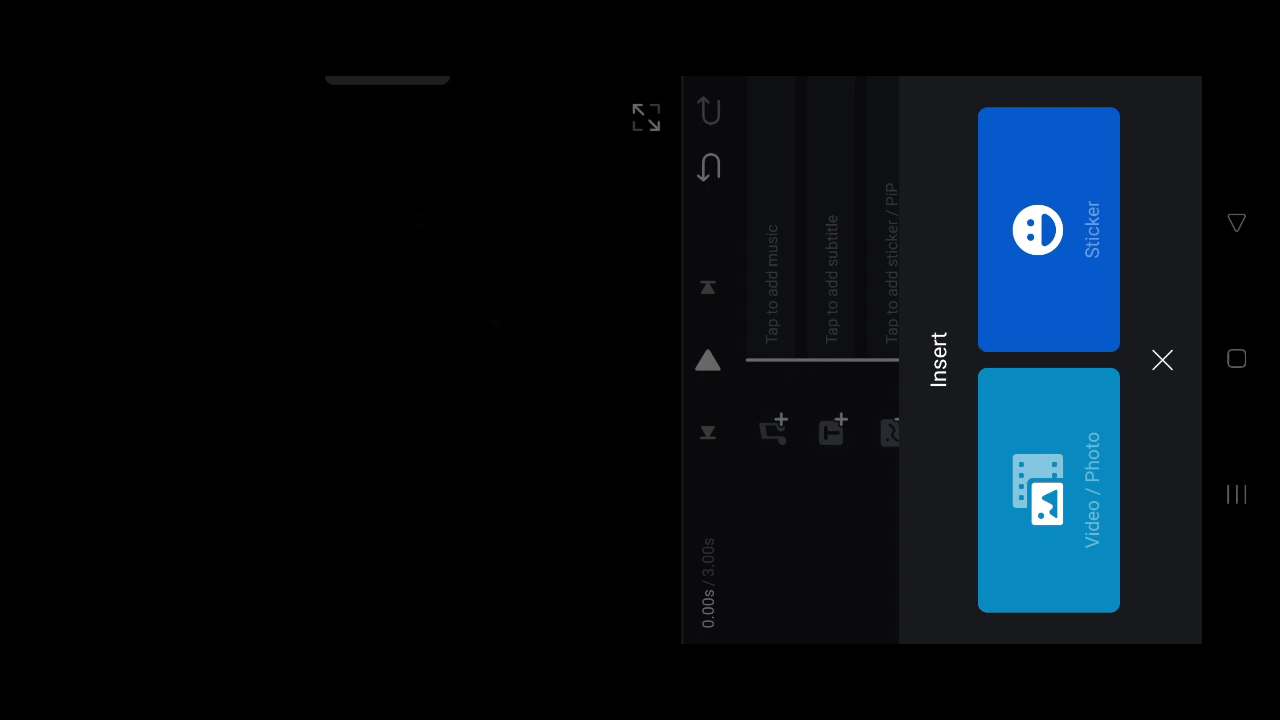 0.00s / 3.00s
Tap to add music
Tap to add subtitle
Tap to add sticker / PiP
Insert
Video / Photo
Sticker